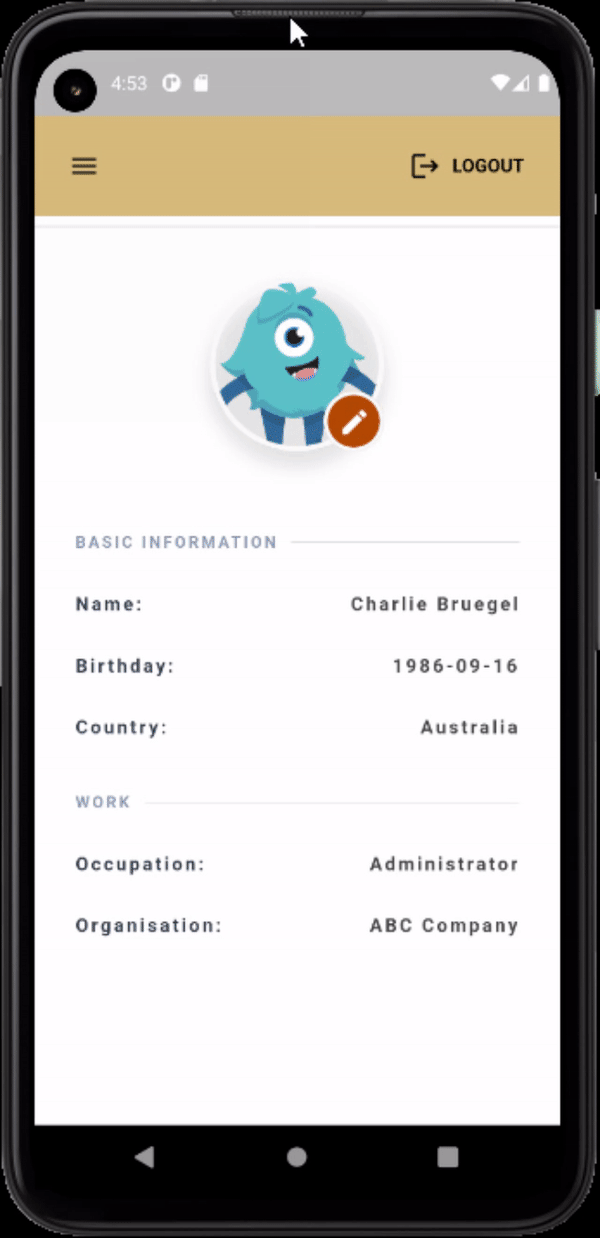 4:53
LOGOUT
BASIC INFORMATION
Name: Charlie Bruegel
Birthday: 1986-09-16
Country: Australia
WORK
Occupation: Administrator
Organisation: ABC Company